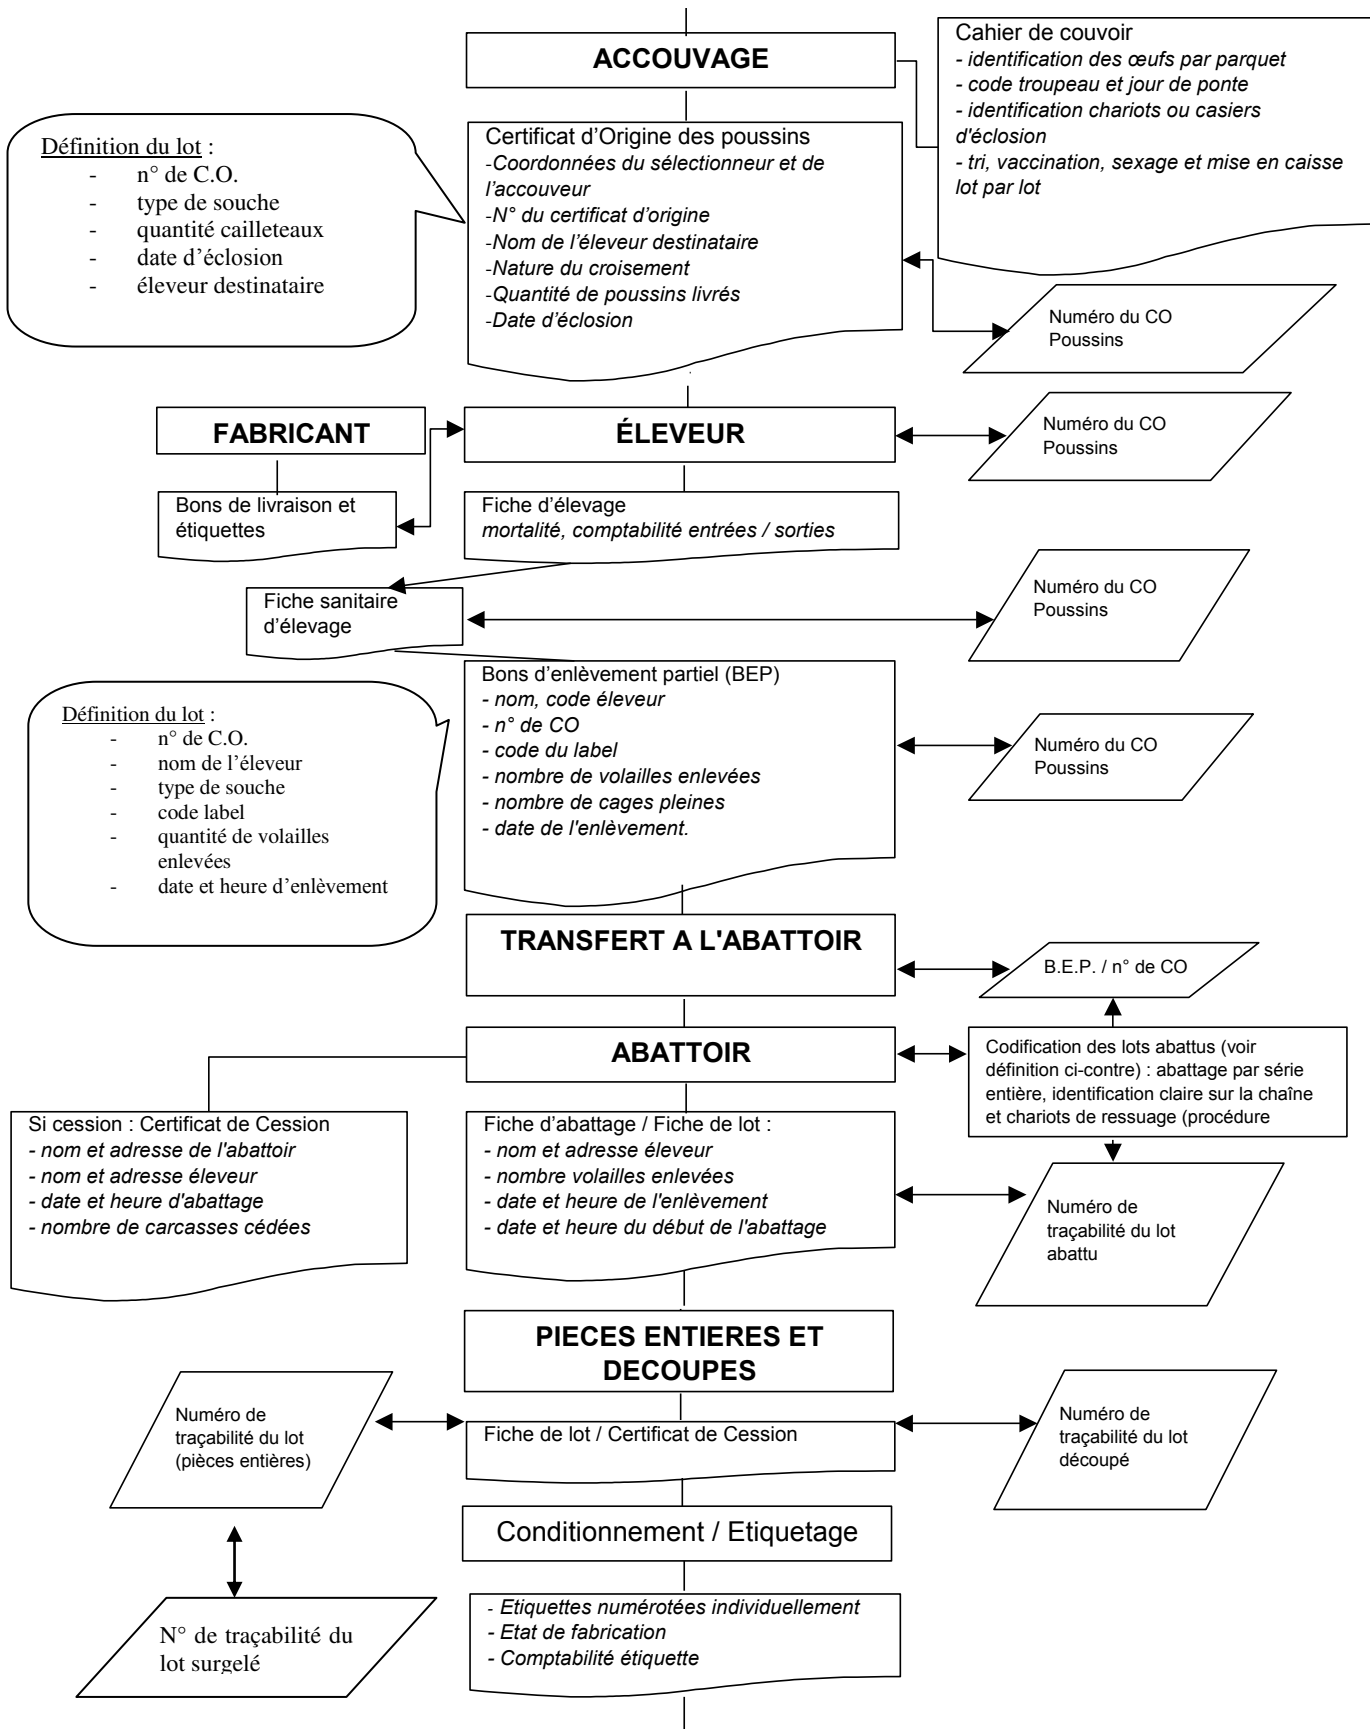 ACCOUVAGE
Cahier de couvoir
- identification des œufs par parquet
- code troupeau et jour de ponte
- identification chariots ou casiers
d'éclosion
- tri, vaccination, sexage et mise en caisse
lot par lot
Définition du lot :
- n° de C.O.
- type de souche
- quantité cailleteaux
- date d'éclosion
- éleveur destinataire
Certificat d'Origine des poussins
-Coordonnées du sélectionneur et de
l'accouveur
-N° du certificat d'origine
-Nom de l'éleveur destinataire
-Nature du croisement
-Quantité de poussins livrés
-Date d'éclosion
Numéro du CO
Poussins
FABRICANT
ÉLEVEUR
Numéro du CO
Poussins
Bons de livraison et
étiquettes
Fiche d'élevage
mortalité, comptabilité entrées / sorties
Fiche sanitaire
d'élevage
Numéro du CO
Poussins
Bons d'enlèvement partiel (BEP)
- nom, code éleveur
- n° de CO
- code du label
- nombre de volailles enlevées
- nombre de cages pleines
- date de l'enlèvement.
Définition du lot :
- n° de C.O.
- nom de l'éleveur
- type de souche
- code label
- quantité de volailles
enlevées
- date et heure d'enlèvement
Numéro du CO
Poussins
TRANSFERT A L'ABATTOIR
B.E.P. / n° de CO
ABATTOIR
Codification des lots abattus (voir
définition ci-contre) : abattage par série
entière, identification claire sur la chaîne
et chariots de ressuage (procédure
Si cession : Certificat de Cession
- nom et adresse de l'abattoir
- nom et adresse éleveur
- date et heure d'abattage
- nombre de carcasses cédées
Fiche d'abattage / Fiche de lot :
- nom et adresse éleveur
- nombre volailles enlevées
- date et heure de l'enlèvement
- date et heure du début de l'abattage
Numéro de
traçabilité du lot
abattu
PIECES ENTIERES ET
DECOUPES
Numéro de
traçabilité du lot
(pièces entières)
Fiche de lot / Certificat de Cession
Numéro de
traçabilité du lot
découpé
Conditionnement / Etiquetage
N° de traçabilité du
lot surgelé
- Etiquettes numérotées individuellement
- Etat de fabrication
- Comptabilité étiquette